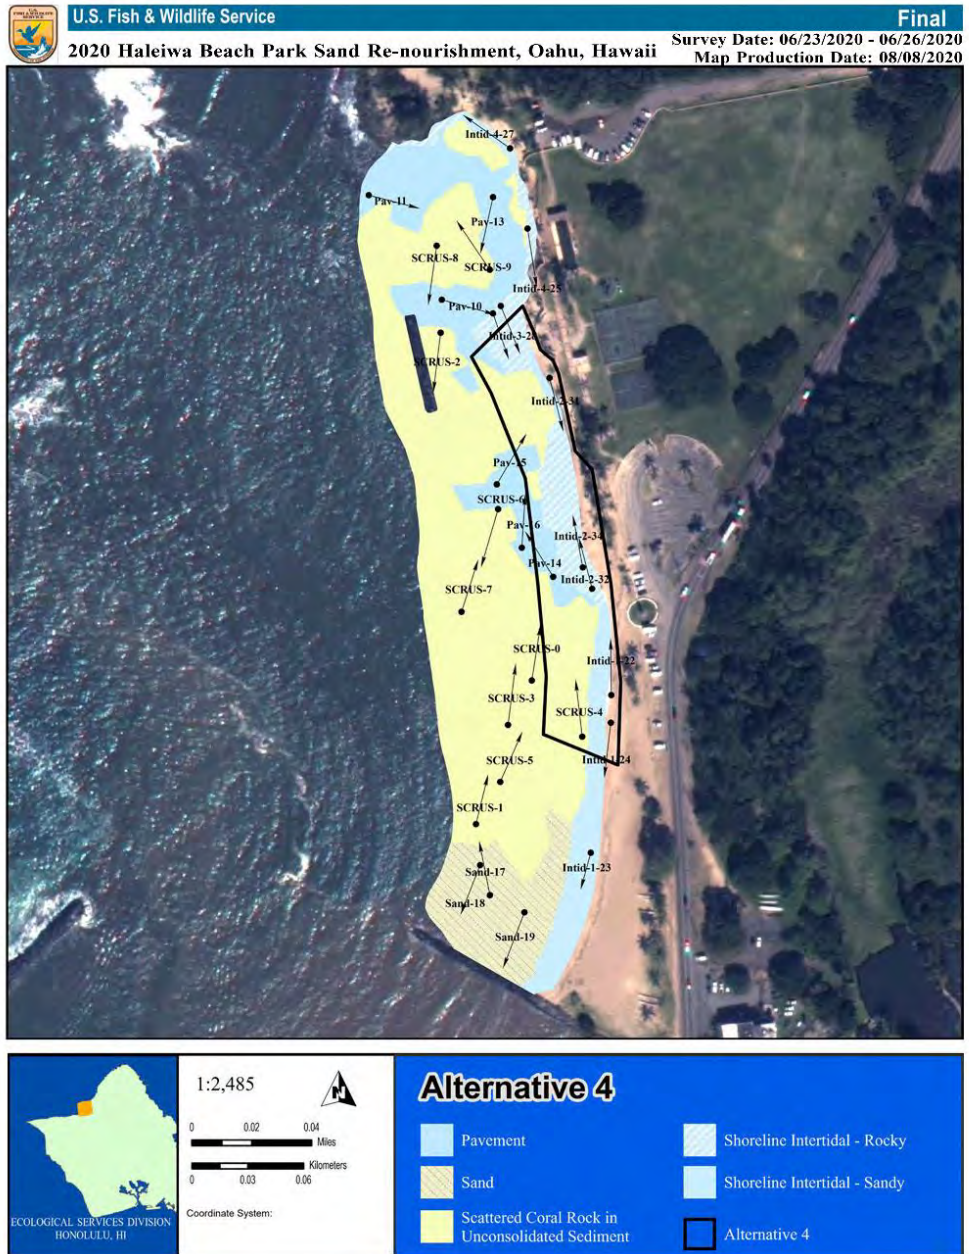 U.S. Fish & Wildlife Service
Final
2020 Haleiwa Beach Park Sand Re-nourishment, Oahu, Hawaii
Survey Date: 06/23/2020 - 06/26/2020
Map Production Date: 08/08/2020
Intid-4-27
Pav-11
Pav-13
SCRUS-8
SCRUS-9
Intid-4-25
Pav-10
SCRUS-2
Pav-15
SCRUS-6
Pav-16
Intid-2-34
Pav-14
Intid-2-32
SCRUS-7
SCRUS-0
Intid-1-22
SCRUS-3
SCRUS-4
Intid-1-24
SCRUS-5
SCRUS-1
Intid-1-23
Sand-17
Sand-18
Sand-19
ECOLOGICAL SERVICES DIVISION
HONOLULU, HI
1:2,485
N
0 0.02 0.04
Miles
Kilometers
0 0.03 0.06
Coordinate System:
Alternative 4
Pavement
Sand
Scattered Coral Rock in
Unconsolidated Sediment
Shoreline Intertidal - Rocky
Shoreline Intertidal - Sandy
Alternative 4